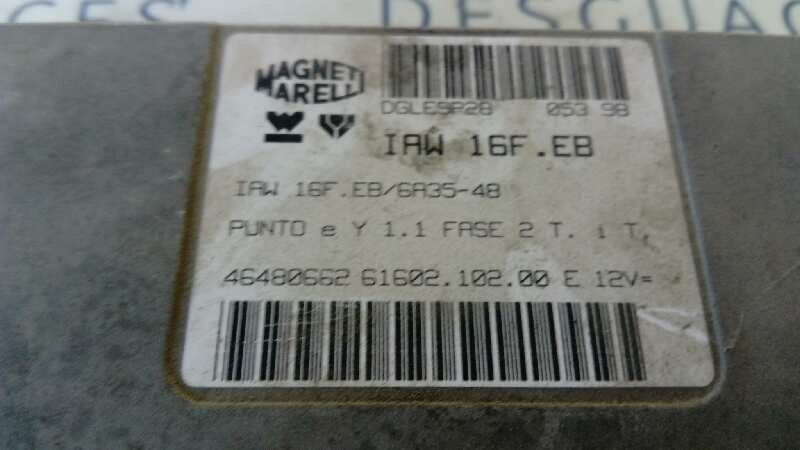 DESGUAC
MAGNETI
MARELLI
DGLE9P28 053 98
IAW 16F.EB
IAW 16F.EB/6A35-48
PUNTO e Y 1.1 FASE 2 T. i T.
46480662 61602.102.00 E 12V=